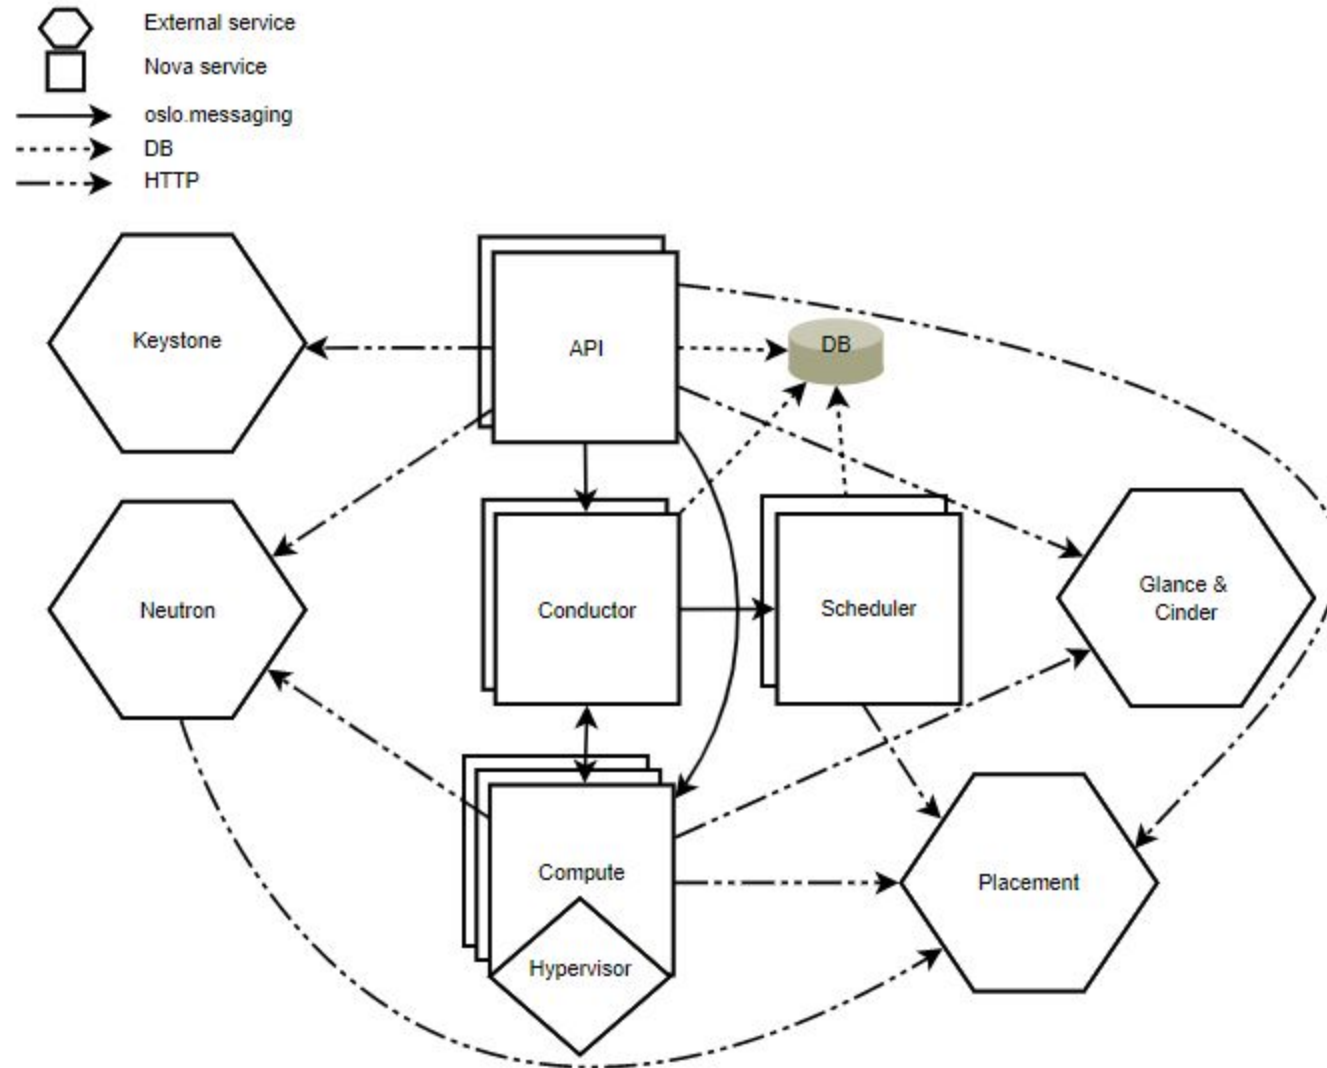 External service
Nova service
oslo.messaging
DB
HTTP
Keystone
API
DB
Neutron
Conductor
Scheduler
Glance &
Cinder
Compute
Placement
Hypervisor